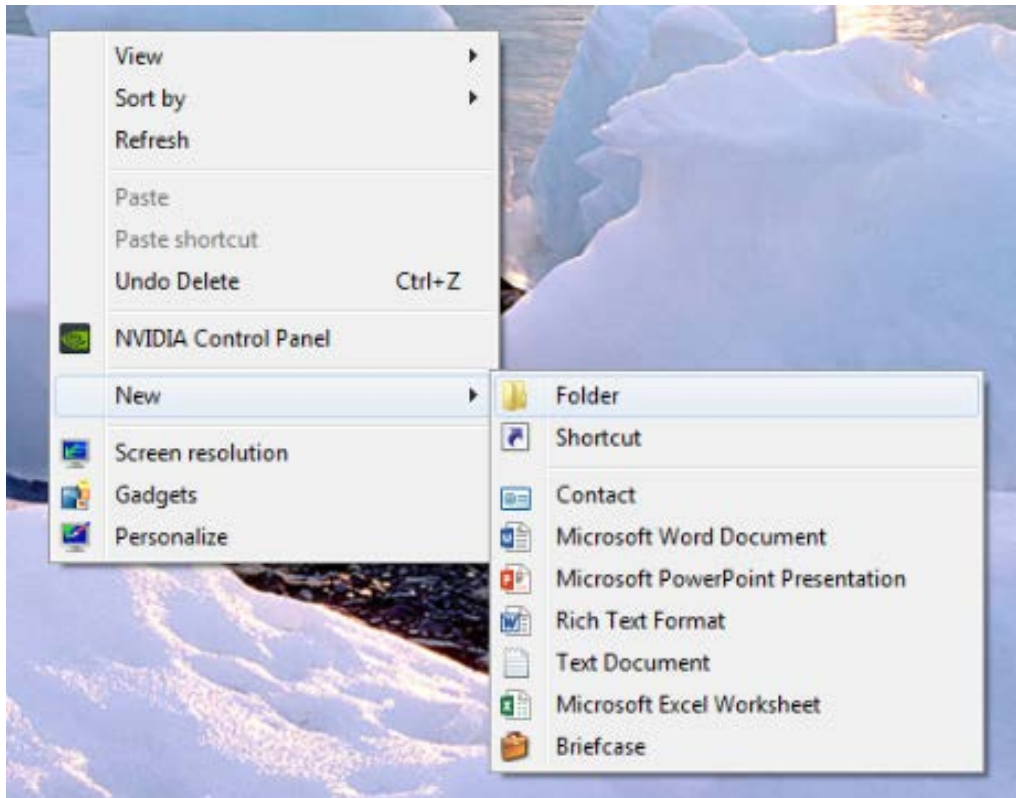 View
Sort by
Refresh
Paste
Paste shortcut
Undo Delete Ctrl+Z
NVIDIA Control Panel
New
Screen resolution
Gadgets
Personalize
Folder
Shortcut
Contact
Microsoft Word Document
Microsoft PowerPoint Presentation
Rich Text Format
Text Document
Microsoft Excel Worksheet
Briefcase